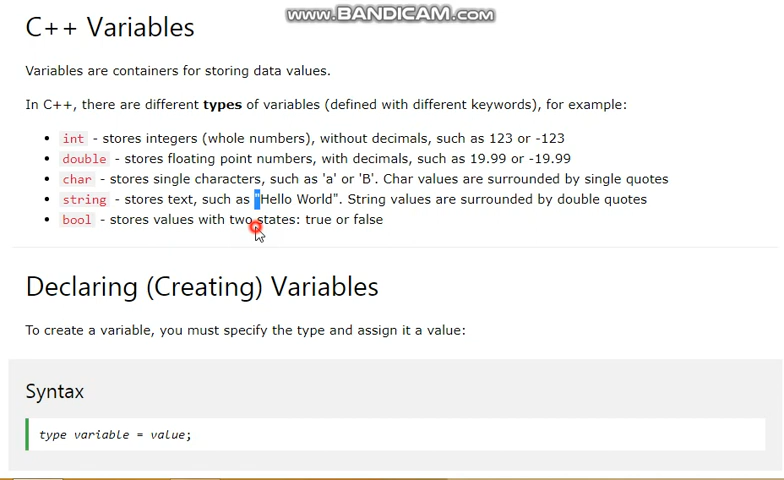 www.BANDICAM.com
C++ Variables
Variables are containers for storing data values.
In C++, there are different types of variables (defined with different keywords), for example:
int - stores integers (whole numbers), without decimals, such as 123 or -123
double - stores floating point numbers, with decimals, such as 19.99 or -19.99
char - stores single characters, such as 'a' or 'B'. Char values are surrounded by single quotes
string - stores text, such as "Hello World". String values are surrounded by double quotes
bool - stores values with two states: true or false
Declaring (Creating) Variables
To create a variable, you must specify the type and assign it a value:
Syntax
type variable = value;